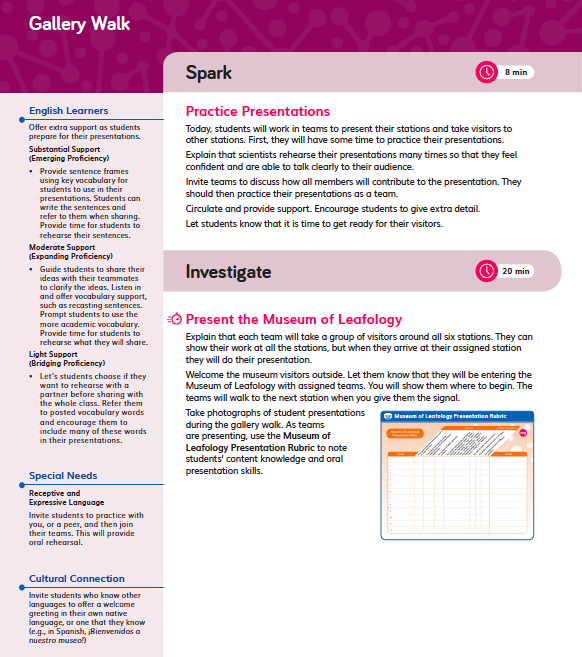 Gallery Walk
Spark
8 min
English Learners
Offer extra support as students
prepare for their presentations.
Substantial Support
(Emerging Proficiency)
• Provide sentence frames
using key vocabulary for
students to use in their
presentations. Students can
write the sentences and
refer to them when sharing.
Provide time for students to
rehearse their sentences.
Moderate Support
(Expanding Proficiency)
• Guide students to share their
ideas with their teammates
to clarify the ideas. Listen in
and offer vocabulary support,
such as recasting sentences.
Prompt students to use the
more academic vocabulary.
Provide time for students to
rehearse what they will share.
Light Support
(Bridging Proficiency)
• Let's students choose if they
want to rehearse with a
partner before sharing with
the whole class. Refer them
to posted vocabulary words
and encourage them to
include many of these words
in their presentations.
Special Needs
Receptive and
Expressive Language
Invite students to practice with
you, or a peer, and then join
their teams. This will provide
oral rehearsal.
Cultural Connection
Invite students who know other
languages to offer a welcome
greeting in their own native
language, or one that they know
(e.g., in Spanish, ¡Bienvenidos a
nuestro museo!)
Practice Presentations
Today, students will work in teams to present their stations and take visitors to
other stations. First, they will have some time to practice their presentations.
Explain that scientists rehearse their presentations many times so that they feel
confident and are able to talk clearly to their audience.
Invite teams to discuss how all members will contribute to the presentation. They
should then practice their presentations as a team.
Circulate and provide support. Encourage students to give extra detail.
Let students know that it is time to get ready for their visitors.
Investigate
20 min
Present the Museum of Leafology
Explain that each team will take a group of visitors around all six stations. They can
show their work at all the stations, but when they arrive at their assigned station
they will do their presentation.
Welcome the museum visitors outside. Let them know that they will be entering the
Museum of Leafology with assigned teams. You will show them where to begin. The
teams will walk to the next station when you give them the signal.
Take photographs of student presentations
during the gallery walk. As teams
are presenting, use the Museum of
Leafology Presentation Rubric to note
students' content knowledge and oral
presentation skills.
Museum of Leafology Presentation Rubric